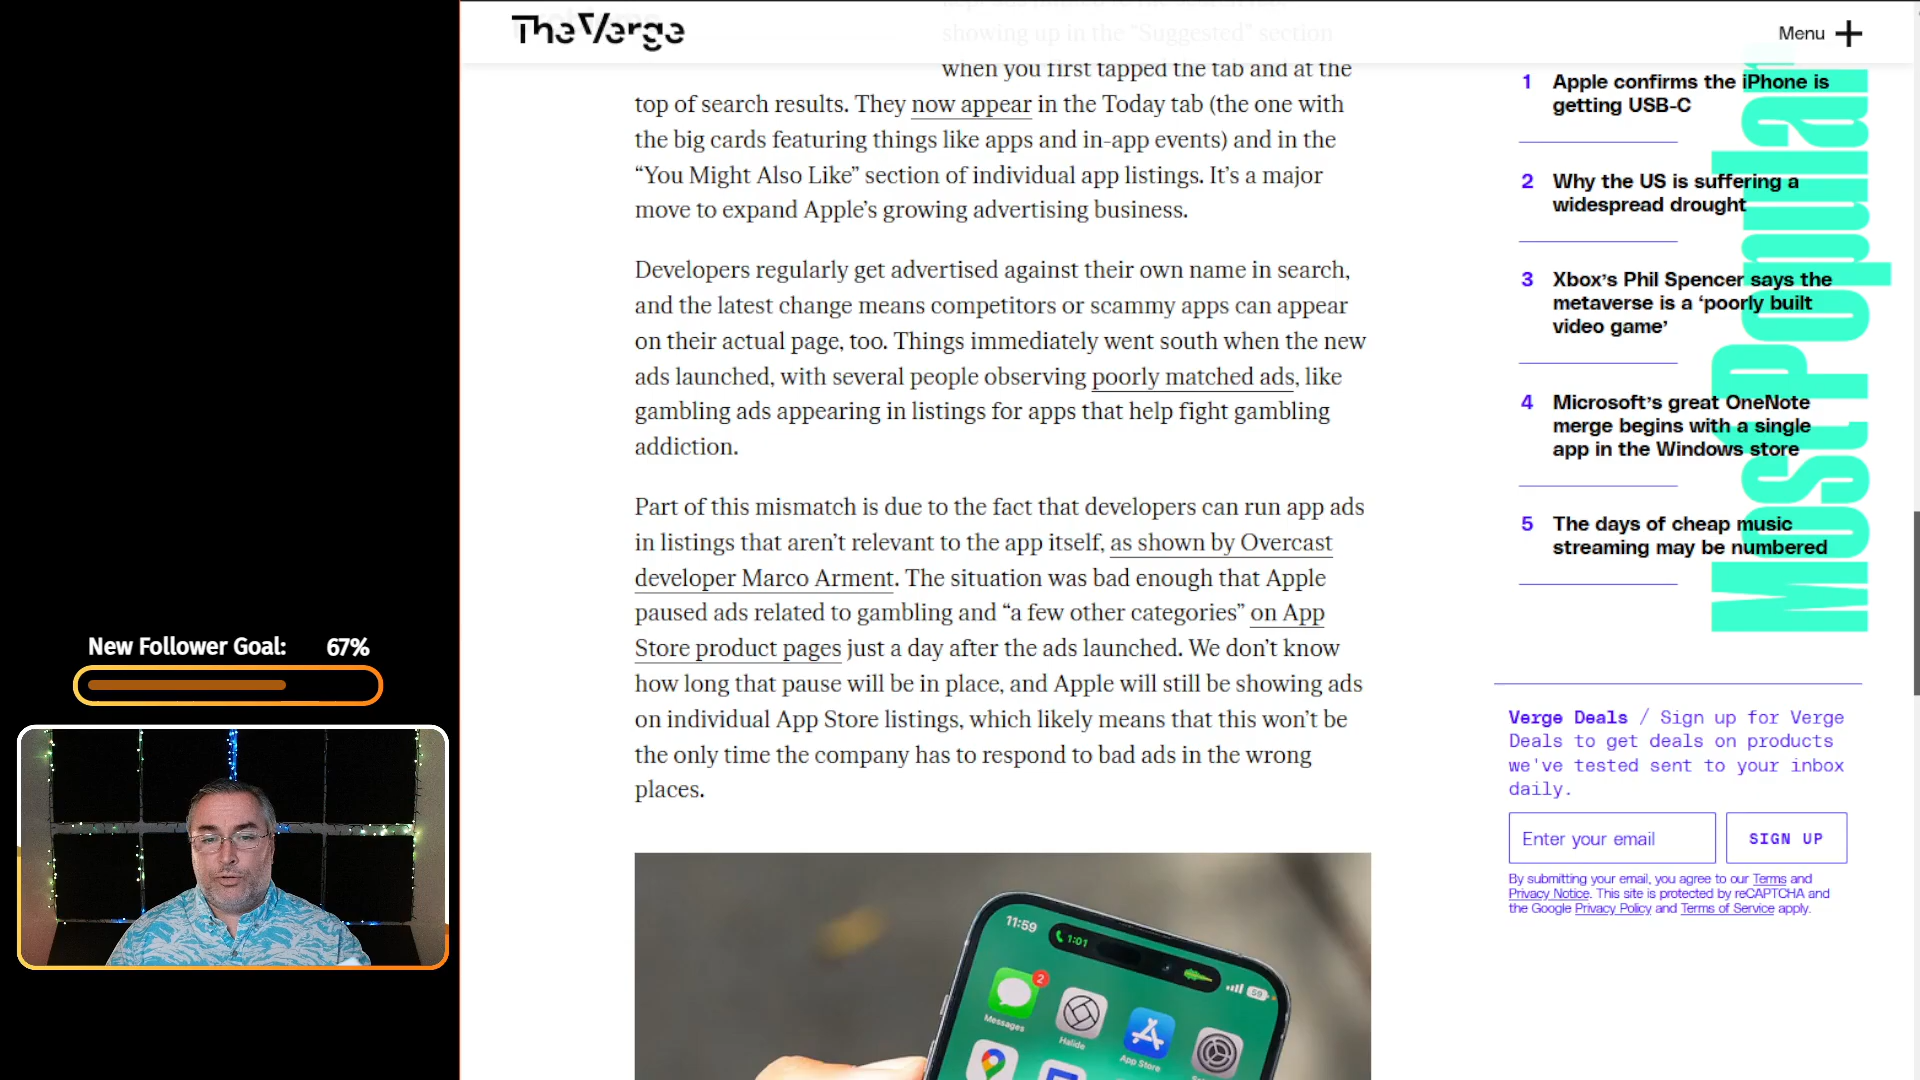 The Verge
Menu
showing up in the “Suggested” section
when you first tapped the tab and at the
top of search results. They now appear in the Today tab (the one with
the big cards featuring things like apps and in-app events) and in the
“You Might Also Like” section of individual app listings. It’s a major
move to expand Apple’s growing advertising business.
Developers regularly get advertised against their own name in search,
and the latest change means competitors or scammy apps can appear
on their actual page, too. Things immediately went south when the new
ads launched, with several people observing poorly matched ads, like
gambling ads appearing in listings for apps that help fight gambling
addiction.
Part of this mismatch is due to the fact that developers can run app ads
in listings that aren’t relevant to the app itself, as shown by Overcast
developer Marco Arment. The situation was bad enough that Apple
paused ads related to gambling and “a few other categories” on App
Store product pages just a day after the ads launched. We don’t know
how long that pause will be in place, and Apple will still be showing ads
on individual App Store listings, which likely means that this won’t be
the only time the company has to respond to bad ads in the wrong
places.
11:59
1:01
59
2
Messages
Halide
App Store
Most Popular
1 Apple confirms the iPhone is
getting USB-C
2 Why the US is suffering a
widespread drought
3 Xbox’s Phil Spencer says the
metaverse is a ‘poorly built
video game’
4 Microsoft’s great OneNote
merge begins with a single
app in the Windows store
5 The days of cheap music
streaming may be numbered
Verge Deals / Sign up for Verge
Deals to get deals on products
we've tested sent to your inbox
daily.
Enter your email
SIGN UP
By submitting your email, you agree to our Terms and
Privacy Notice. This site is protected by reCAPTCHA and
the Google Privacy Policy and Terms of Service apply.
New Follower Goal: 67%